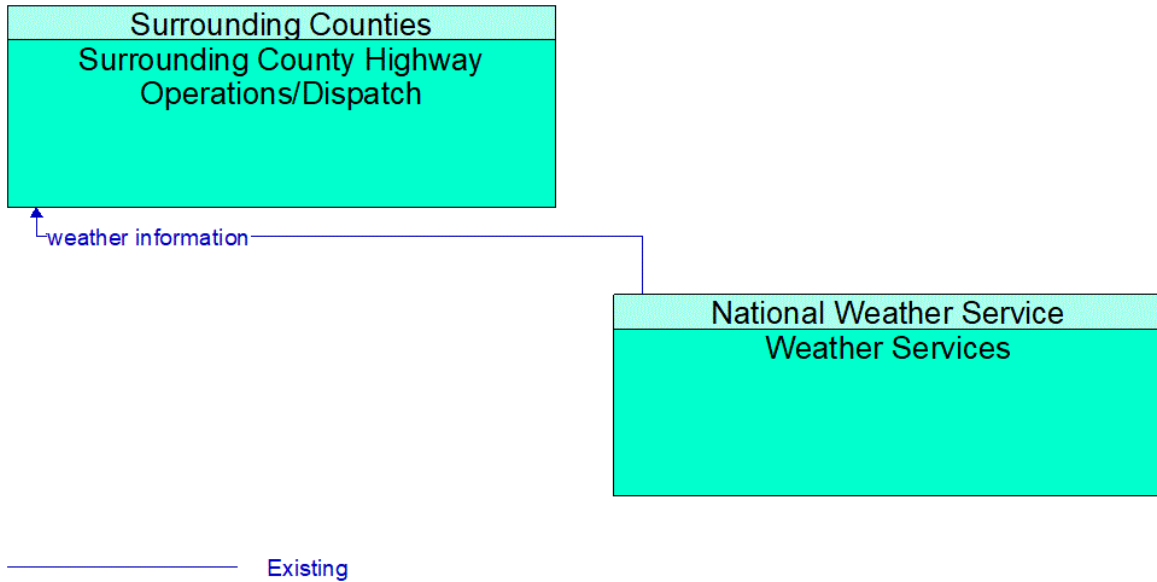 Surrounding Counties
Surrounding County Highway
Operations/Dispatch
weather information
National Weather Service
Weather Services
Existing